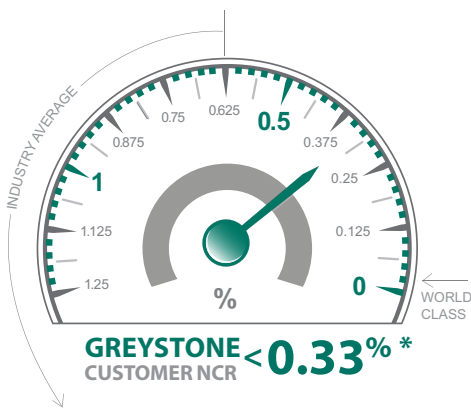 INDUSTRY AVERAGE
1.25
1.125
1
0.875
0.75
0.625
0.5
0.375
0.25
0.125
0
%
WORLD
CLASS
GREYSTONE
CUSTOMER NCR
<0.33% *